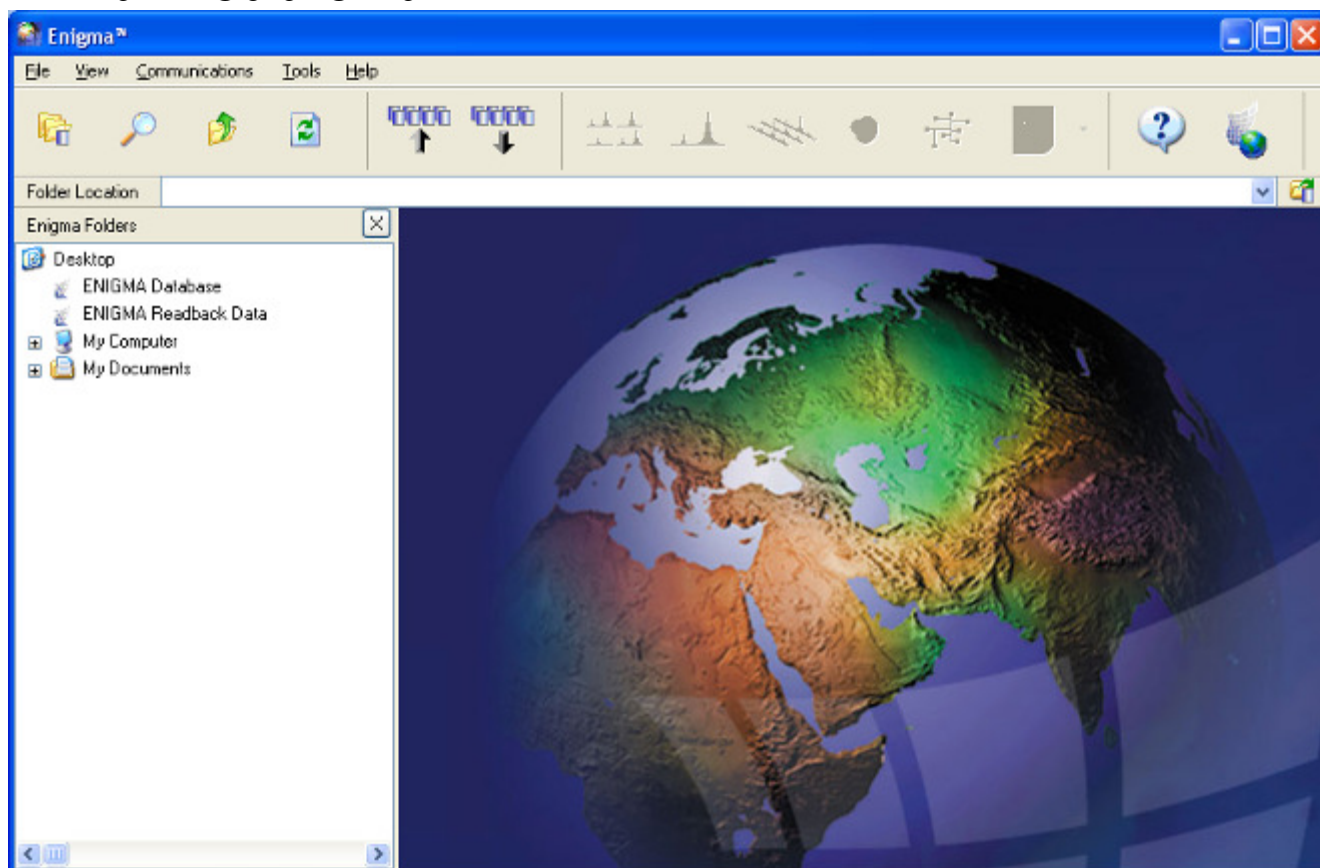 Enigma™
File View Communications Tools Help
Folder Location
Enigma Folders
Desktop
ENIGMA Database
ENIGMA Readback Data
My Computer
My Documents